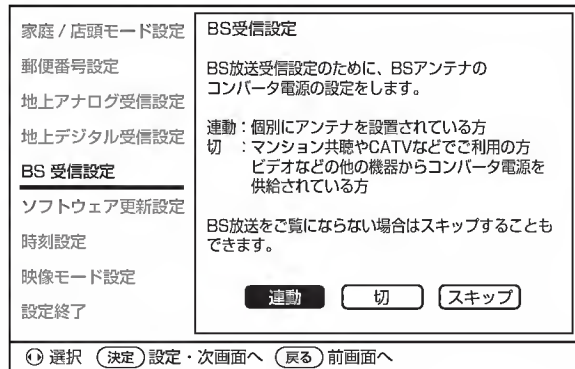 家庭 / 店頭モード設定
郵便番号設定
地上アナログ受信設定
地上デジタル受信設定
BS 受信設定
ソフトウェア更新設定
時刻設定
映像モード設定
設定終了
BS受信設定
BS放送受信設定のために、BSアンテナの
コンバータ電源の設定をします。
連動：個別にアンテナを設置されている方
切　：マンション共聴やCATVなどでご利用の方
ビデオなどの他の機器からコンバータ電源を
供給されている方
BS放送をご覧にならない場合はスキップすることも
できます。
連動 切 スキップ
選択 決定 設定・次画面へ 戻る 前画面へ